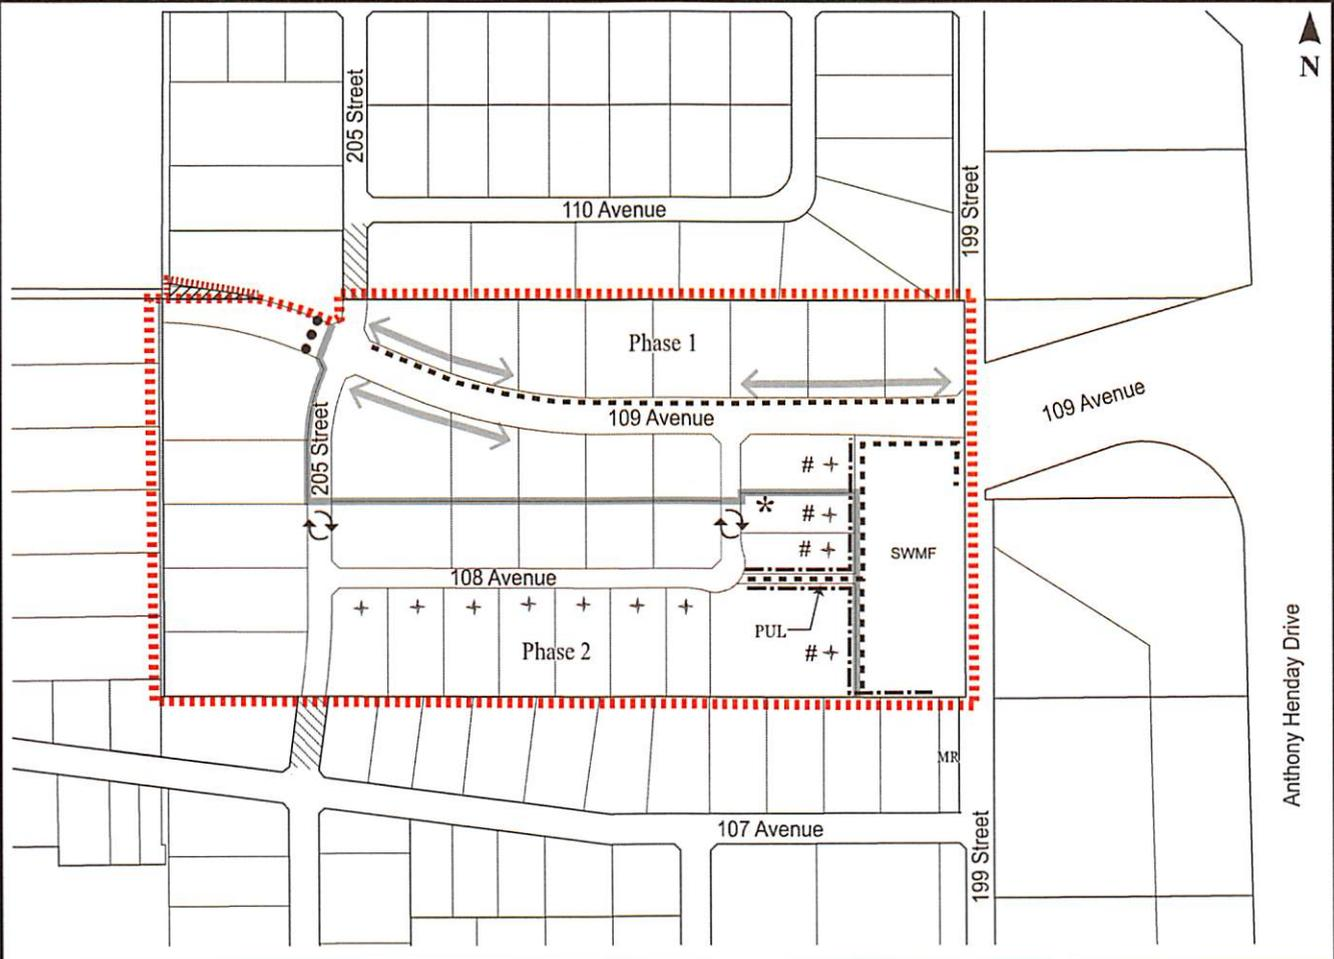 N
205 Street
199 Street
110 Avenue
Phase 1
109 Avenue
109 Avenue
205 Street
# +
* # +
# +
SWMF
108 Avenue
+ + + + + + +
PUL
# +
Phase 2
Anthony Henday Drive
MR
107 Avenue
199 Street